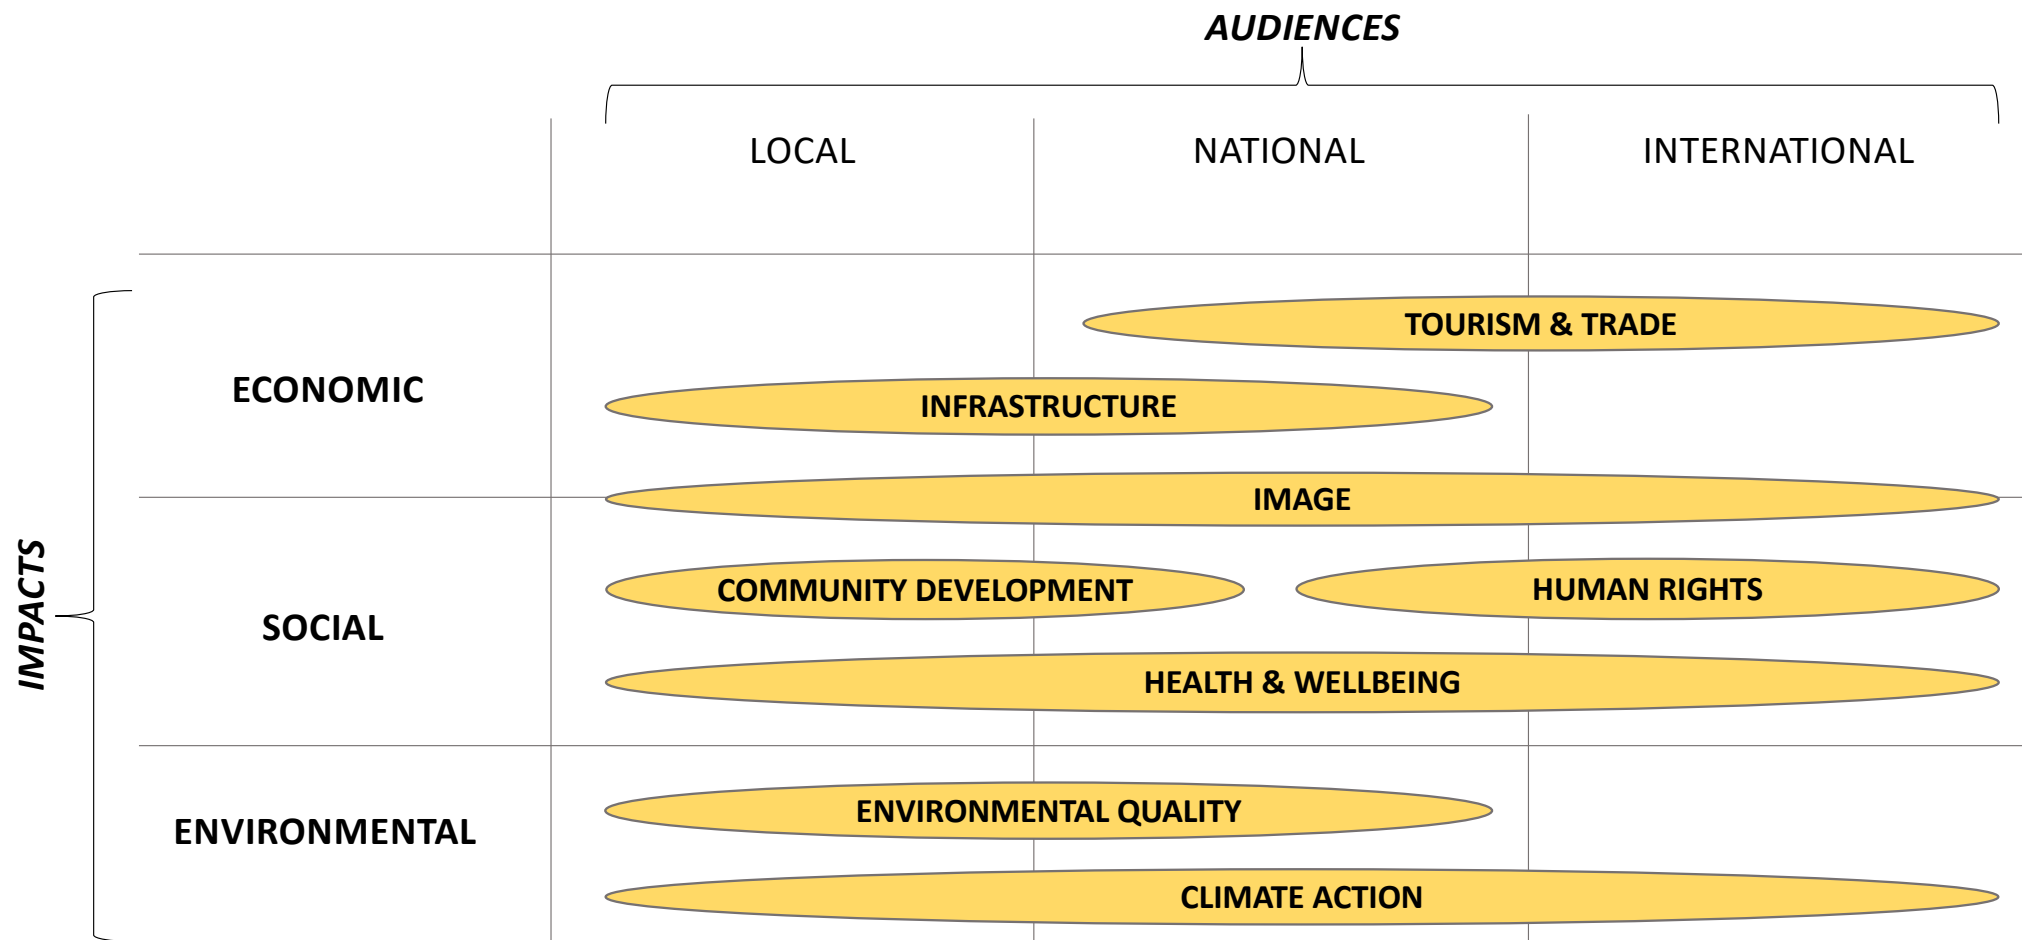 AUDIENCES
LOCAL NATIONAL INTERNATIONAL
TOURISM & TRADE
ECONOMIC
INFRASTRUCTURE
IMAGE
IMPACTS
COMMUNITY DEVELOPMENT HUMAN RIGHTS
SOCIAL
HEALTH & WELLBEING
ENVIRONMENTAL QUALITY
ENVIRONMENTAL
CLIMATE ACTION